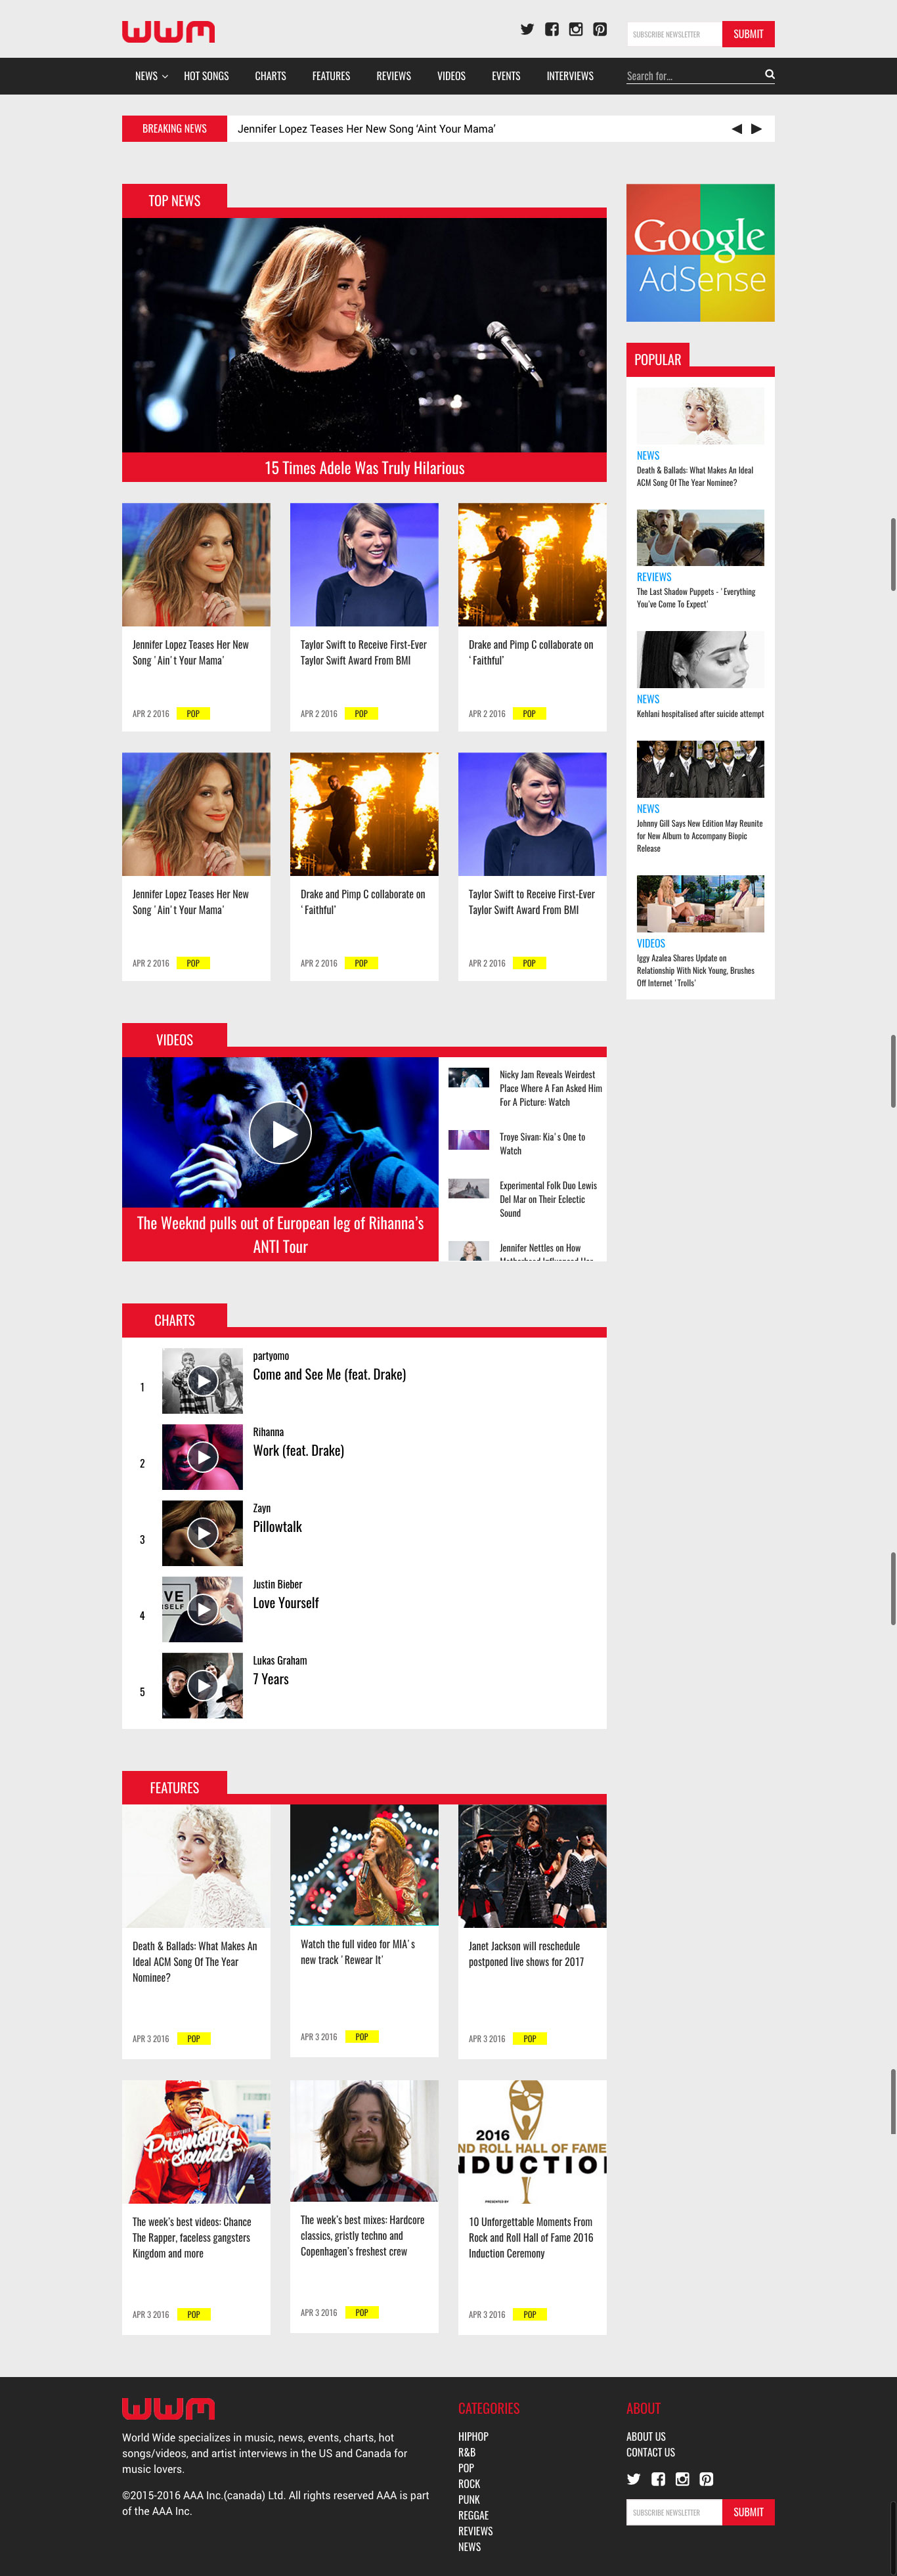 WWM
SUBSCRIBE NEWSLETTER
SUBMIT
NEWS
HOT SONGS
CHARTS
FEATURES
REVIEWS
VIDEOS
EVENTS
INTERVIEWS
Search for...
BREAKING NEWS
Jennifer Lopez Teases Her New Song ‘Aint Your Mama’
TOP NEWS
15 Times Adele Was Truly Hilarious
Jennifer Lopez Teases Her New
Song 'Ain't Your Mama'
APR 2 2016
POP
Taylor Swift to Receive First-Ever
Taylor Swift Award From BMI
APR 2 2016
POP
Drake and Pimp C collaborate on
'Faithful'
APR 2 2016
POP
Jennifer Lopez Teases Her New
Song 'Ain't Your Mama'
APR 2 2016
POP
Drake and Pimp C collaborate on
'Faithful'
APR 2 2016
POP
Taylor Swift to Receive First-Ever
Taylor Swift Award From BMI
APR 2 2016
POP
Google
AdSense
POPULAR
NEWS
Death & Ballads: What Makes An Ideal
ACM Song Of The Year Nominee?
REVIEWS
The Last Shadow Puppets - 'Everything
You've Come To Expect'
NEWS
Kehlani hospitalised after suicide attempt
NEWS
Johnny Gill Says New Edition May Reunite
for New Album to Accompany Biopic
Release
VIDEOS
Iggy Azalea Shares Update on
Relationship With Nick Young, Brushes
Off Internet 'Trolls'
VIDEOS
The Weeknd pulls out of European leg of Rihanna's
ANTI Tour
Nicky Jam Reveals Weirdest
Place Where A Fan Asked Him
For A Picture: Watch
Troye Sivan: Kia's One to
Watch
Experimental Folk Duo Lewis
Del Mar on Their Eclectic
Sound
Jennifer Nettles on How
Motherhood Influenced Her
CHARTS
1
partyomo
Come and See Me (feat. Drake)
2
Rihanna
Work (feat. Drake)
3
Zayn
Pillowtalk
4
VE
RSELF
Justin Bieber
Love Yourself
5
Lukas Graham
7 Years
FEATURES
Death & Ballads: What Makes An
Ideal ACM Song Of The Year
Nominee?
APR 3 2016
POP
Watch the full video for MIA's
new track 'Rewear It'
APR 3 2016
POP
Janet Jackson will reschedule
postponed live shows for 2017
APR 3 2016
POP
Promoting
Sounds
The week's best videos: Chance
The Rapper, faceless gangsters
Kingdom and more
APR 3 2016
POP
The week's best mixes: Hardcore
classics, gristly techno and
Copenhagen's freshest crew
APR 3 2016
POP
2016
ND ROLL HALL OF FAME
NDUCTIO
PRESENTED BY
10 Unforgettable Moments From
Rock and Roll Hall of Fame 2016
Induction Ceremony
APR 3 2016
POP
WWM
World Wide specializes in music, news, events, charts, hot
songs/videos, and artist interviews in the US and Canada for
music lovers.
©2015-2016 AAA Inc.(canada) Ltd. All rights reserved AAA is part
of the AAA Inc.
CATEGORIES
HIPHOP
R&B
POP
ROCK
PUNK
REGGAE
REVIEWS
NEWS
ABOUT
ABOUT US
CONTACT US
SUBSCRIBE NEWSLETTER
SUBMIT